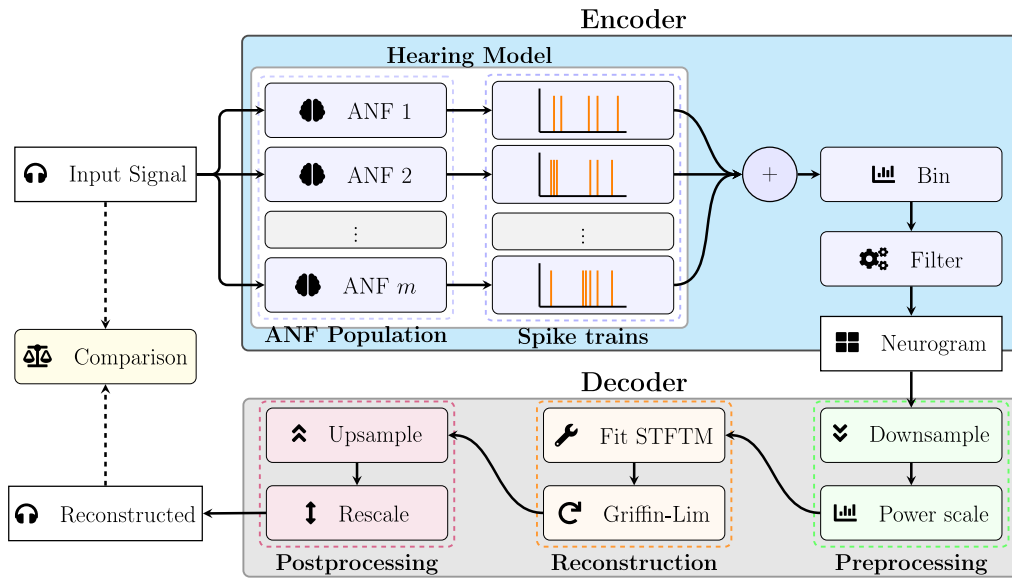 Encoder
Hearing Model
ANF 1
Input Signal
ANF 2
+
Bin
⋮
⋮
Filter
ANF m
ANF Population
Spike trains
Neurogram
Comparison
Decoder
Upsample
Fit STFTM
Downsample
Reconstructed
Rescale
Griffin-Lim
Power scale
Postprocessing
Reconstruction
Preprocessing